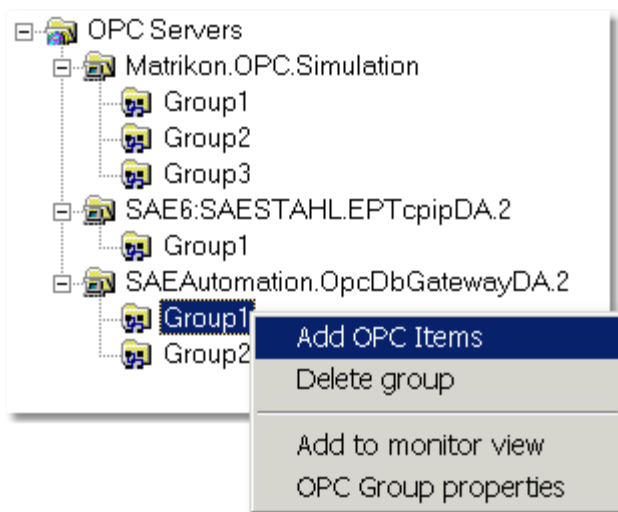 OPC Servers
Matrikon.OPC.Simulation
Group1
Group2
Group3
SAE6:SAESTAHL.EPTcpipDA.2
Group1
SAEAutomation.OpcDbGatewayDA.2
Group1
Group2
Add OPC Items
Delete group
Add to monitor view
OPC Group properties